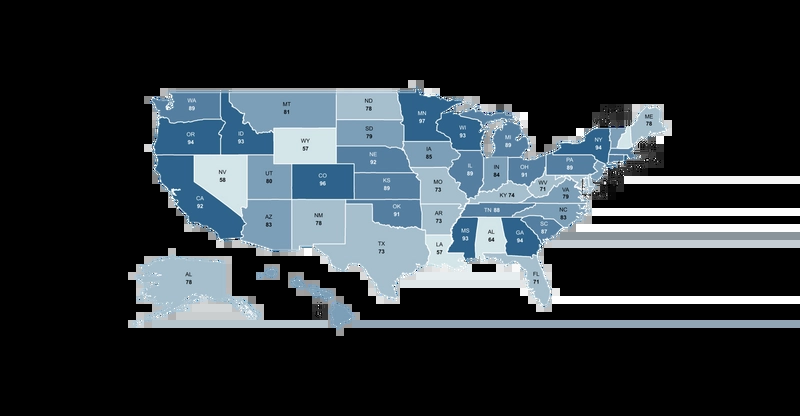 WA
89
MT
81
ND
78
MN
97
ME
78
OR
94
ID
93
SD
79
WI
93
MI
89
NY
94
WY
57
IA
85
NE
92
PA
89
NV
58
UT
80
CO
96
IL
89
IN
84
OH
91
KS
89
MO
73
WV
71
VA
79
CA
92
KY 74
OK
91
AR
73
TN 88
NC
83
AZ
83
NM
78
SC
87
MS
93
AL
64
GA
94
TX
73
LA
57
FL
71
AL
78